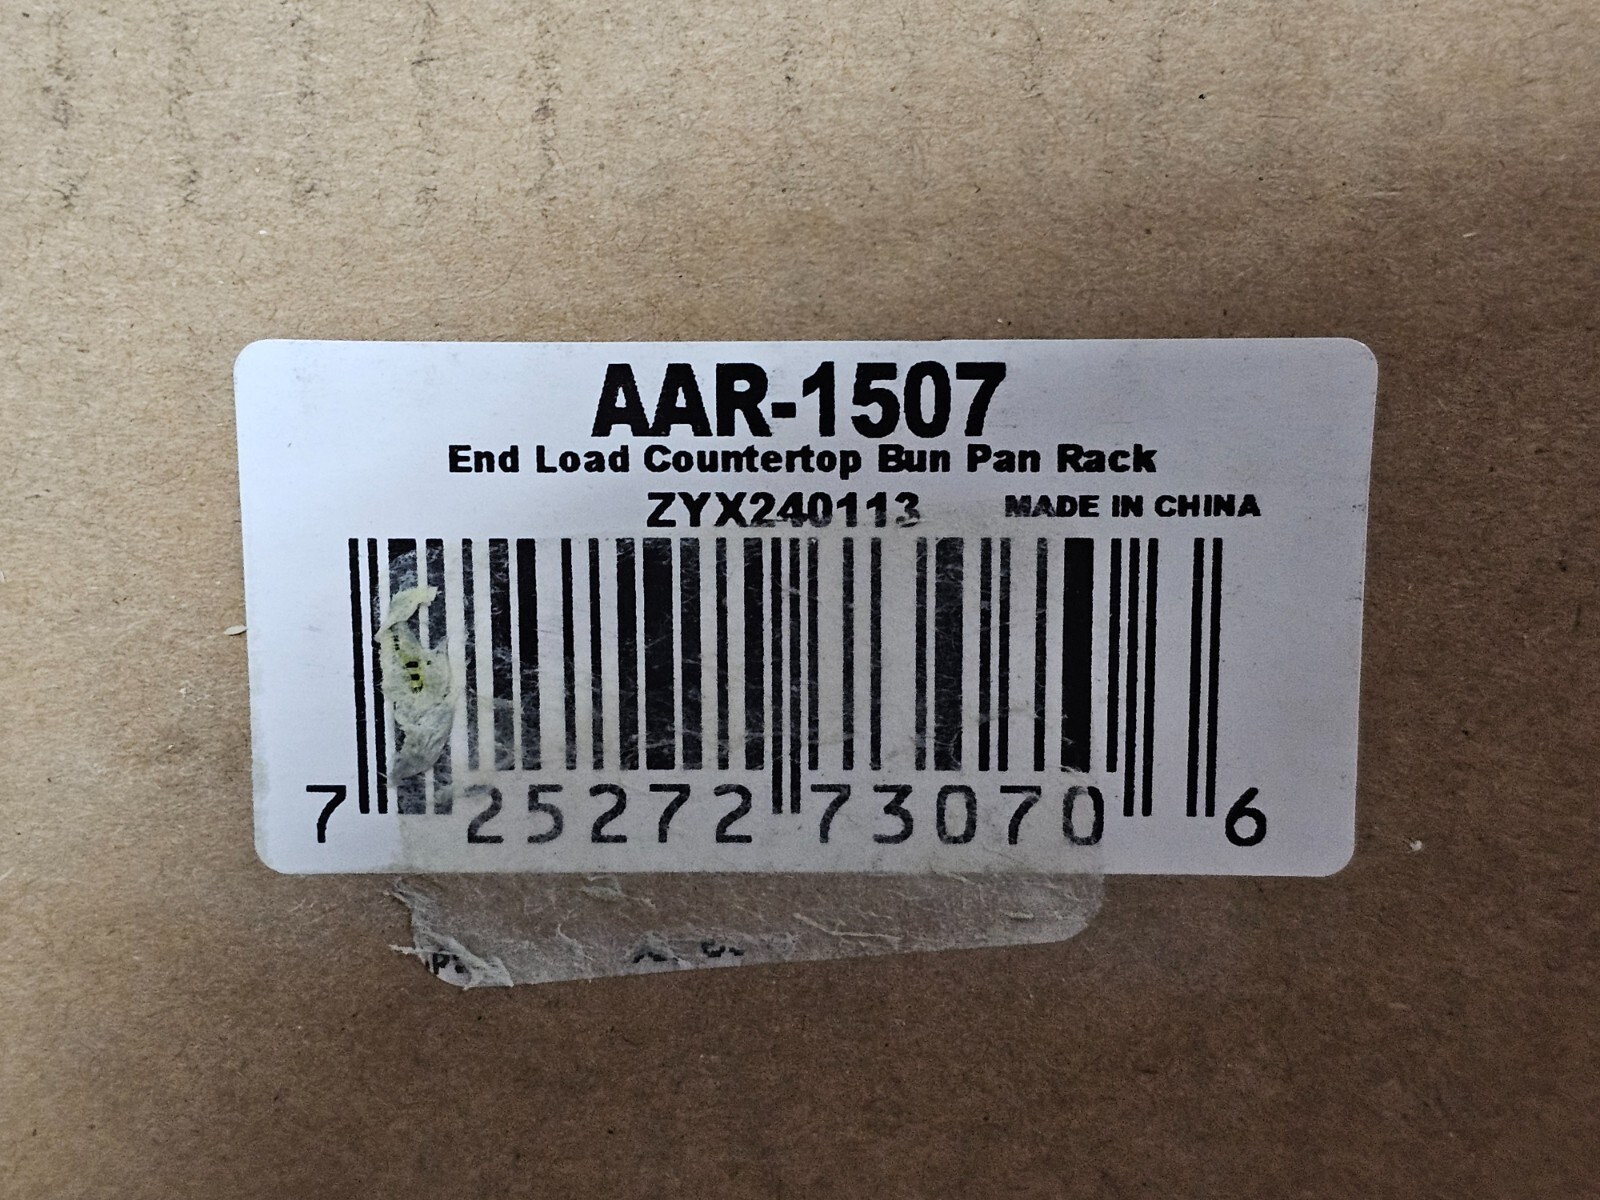 AAR-1507
End Load Countertop Bun Pan Rack
ZYX240113 MADE IN CHINA
7 25272 73070 6